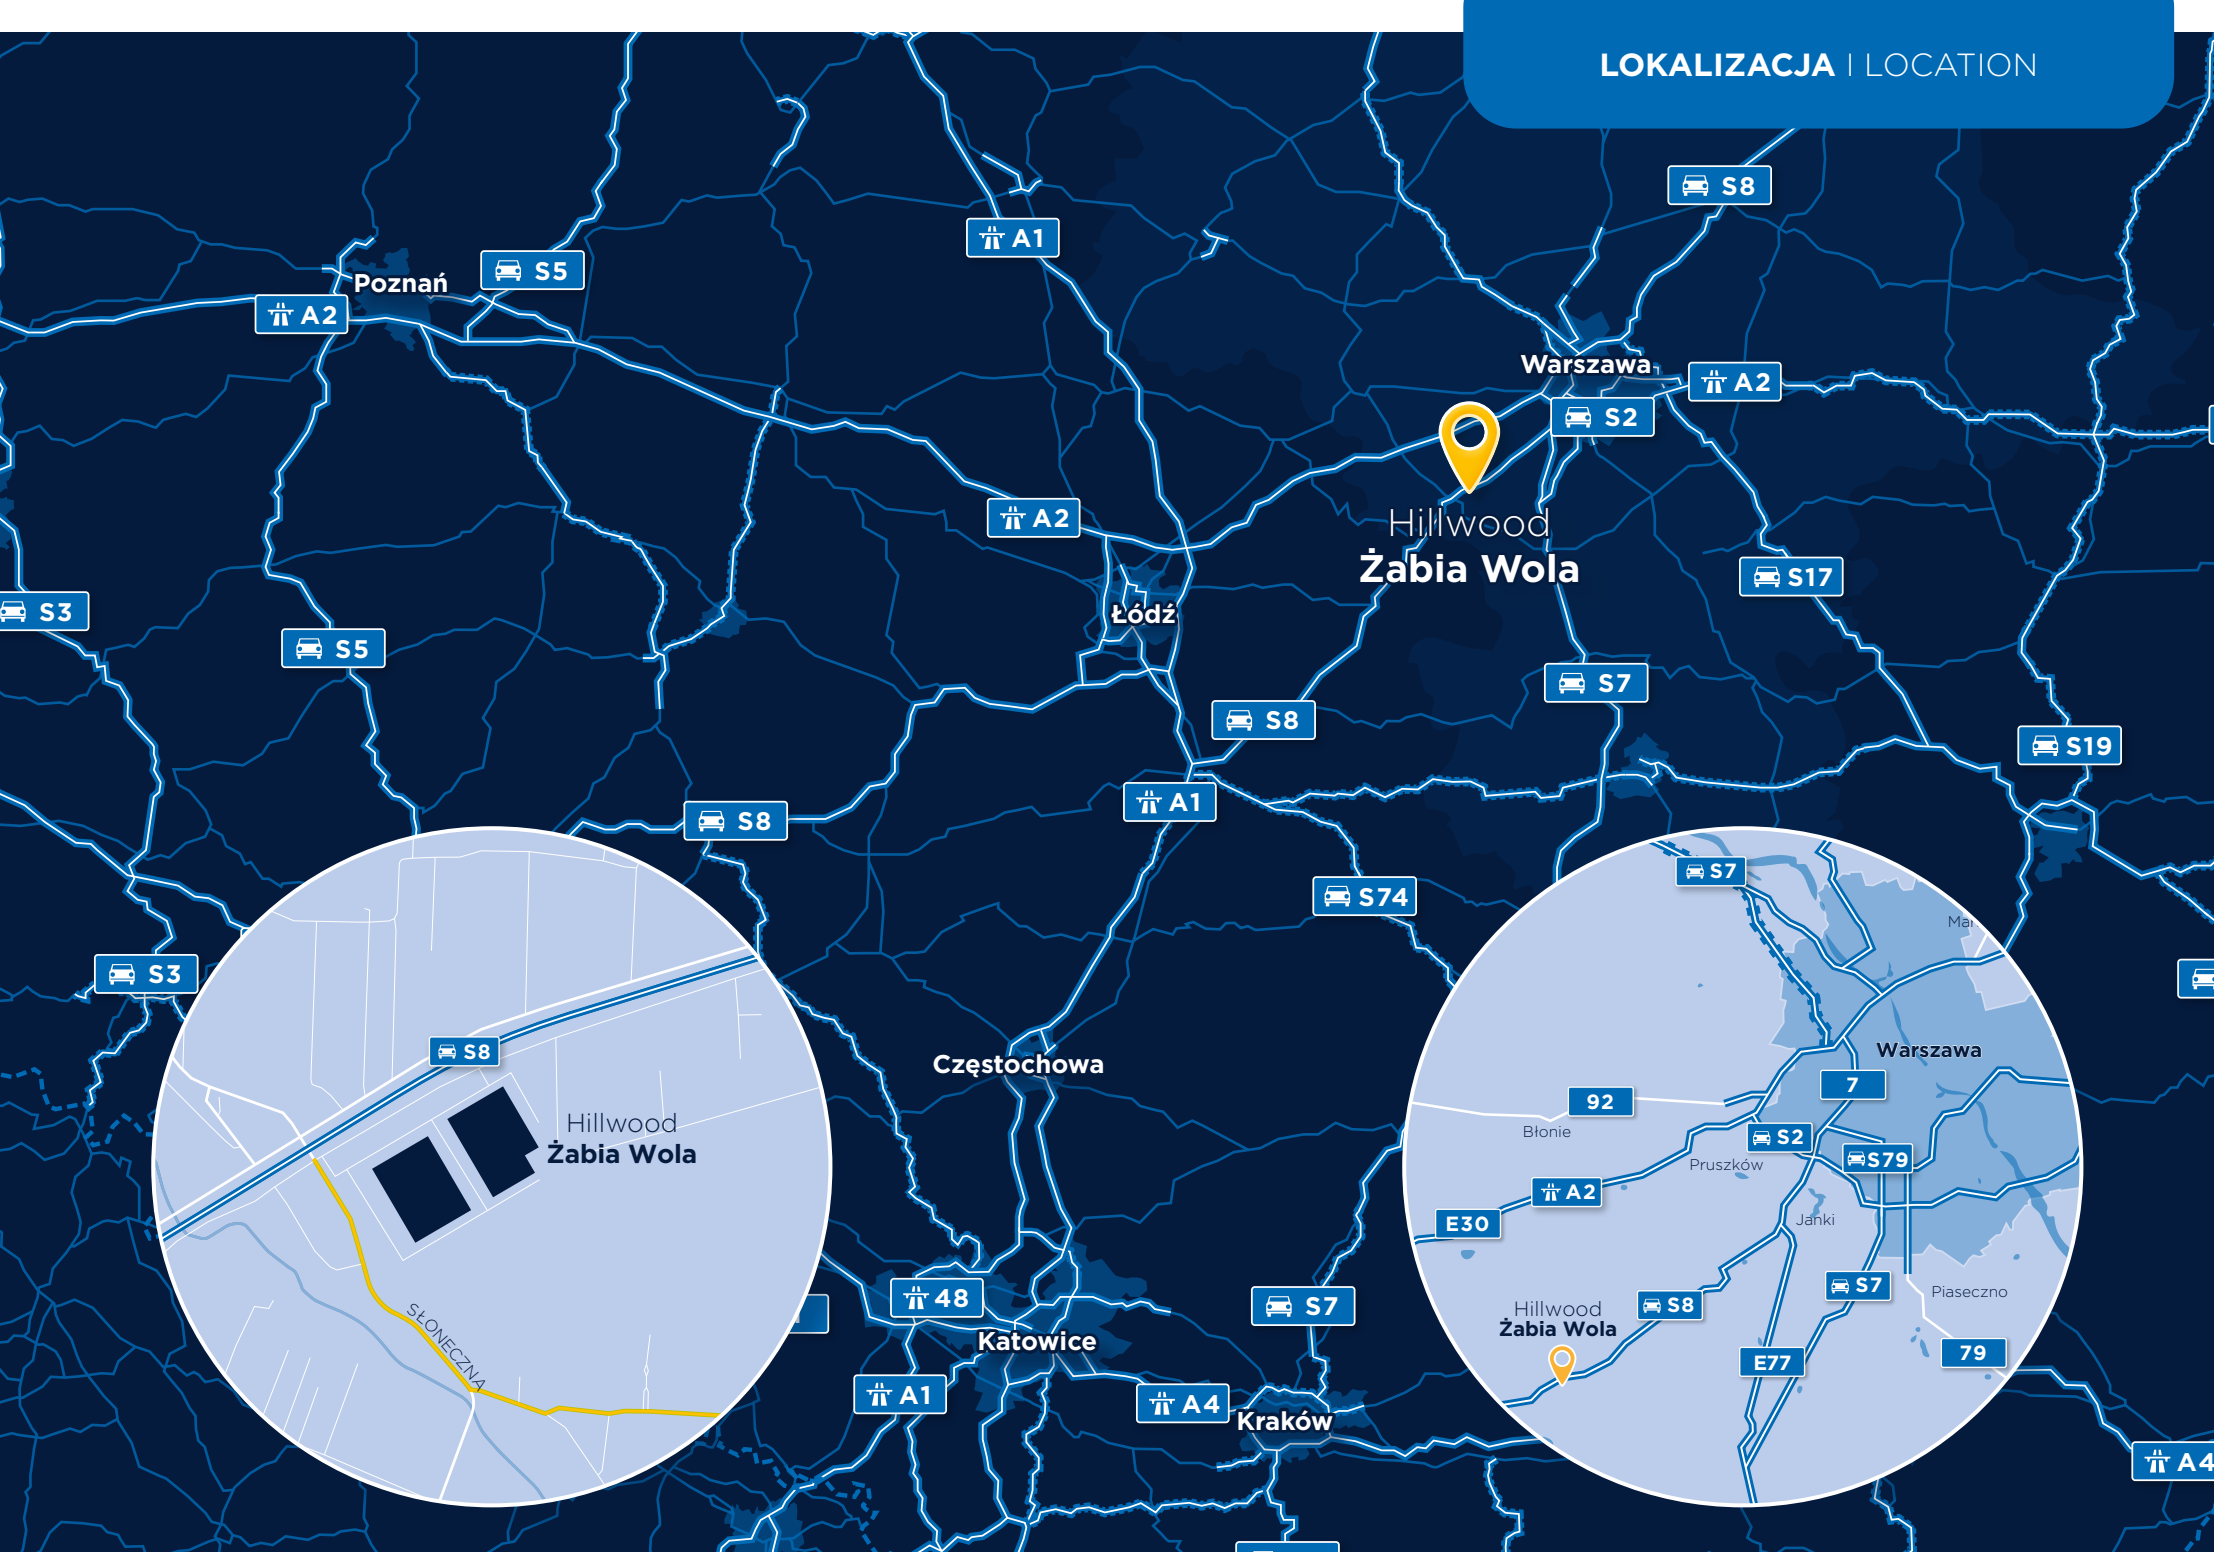 LOKALIZACJA | LOCATION
S8
A1
Poznań
S5
A2
Warszawa
A2
S2
A2
Hillwood
Żabia Wola
S17
S3
Łódź
S5
S7
S8
S19
A1
S8
S74
S3
Częstochowa
48
S7
Katowice
A1
A4
Kraków
A4
S8
Hillwood
Żabia Wola
SŁONECZNA
S7
Mar
Warszawa
7
92
Błonie
S2
S79
Pruszków
A2
E30
Janki
S7
Piaseczno
S8
Hillwood
Żabia Wola
79
E77